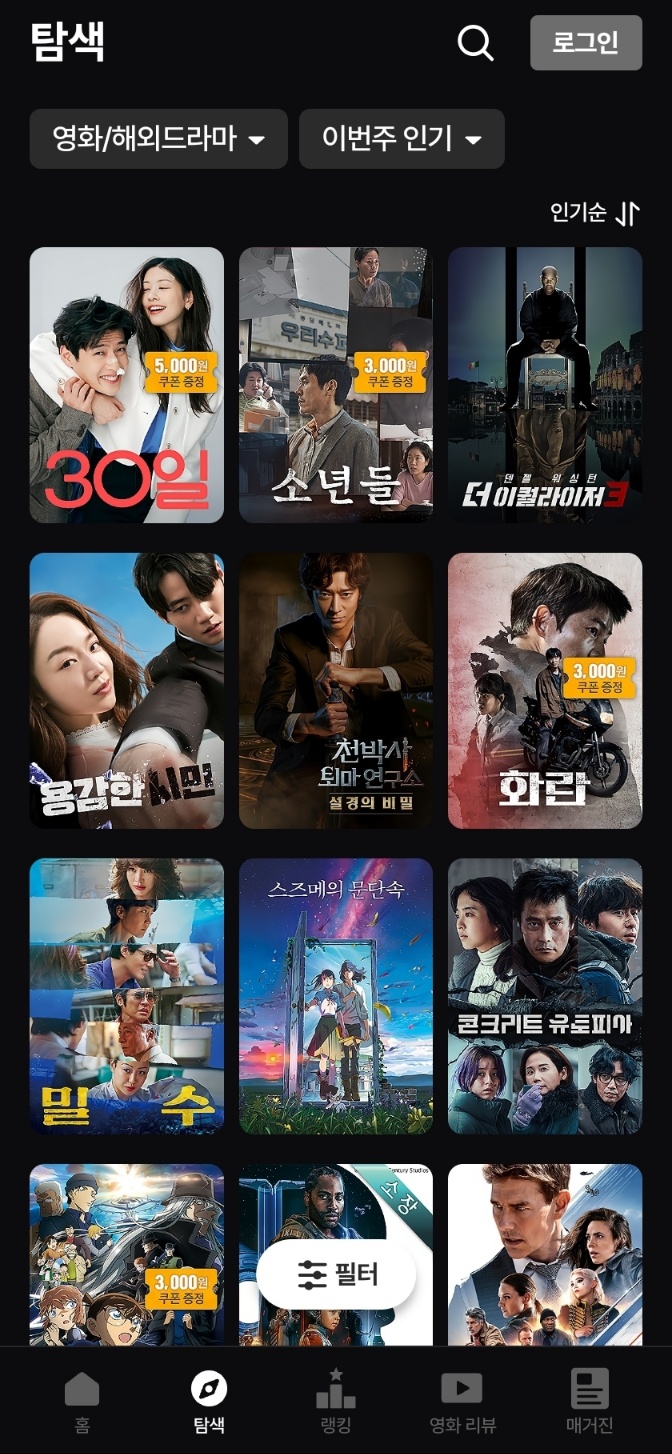 탐색
로그인
영화/해외드라마
이번주 인기
인기순
5,000원
쿠폰 증정
30일
우리수퍼
3,000원
쿠폰 증정
소년들
덴젤 워싱턴
더 이퀄라이저3
용감한 시민
천박사
퇴마 연구소
설경의 비밀
3,000원
쿠폰 증정
화란
밀수
스즈메의 문단속
콘크리트 유토피아
3,000원
쿠폰 증정
Century Studios
소장
필터
홈
탐색
랭킹
영화 리뷰
매거진